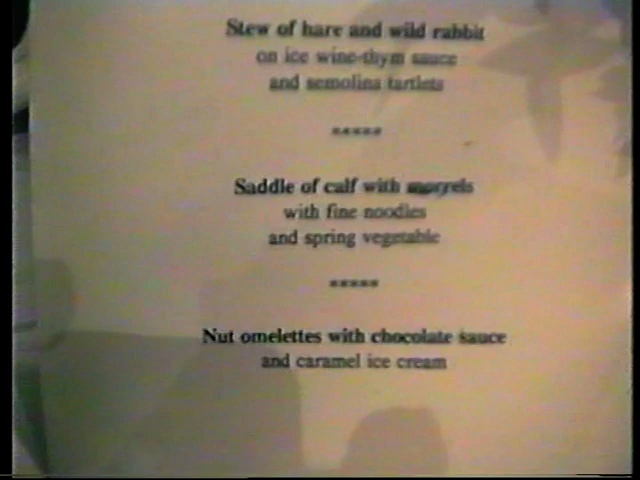 Stew of hare and wild rabbit
on ice wine-thym sauce
and semolina tartlets
*****
Saddle of calf with morrels
with fine noodles
and spring vegetable
*****
Nut omelettes with chocolate sauce
and caramel ice cream